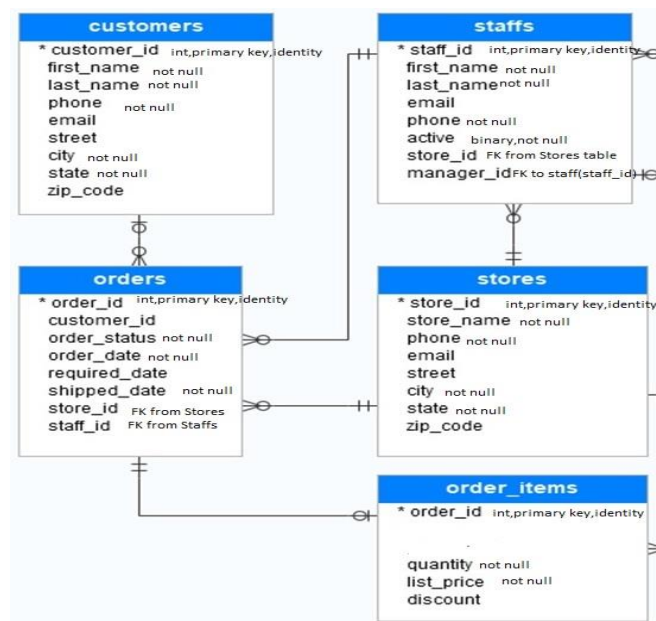 customers
* customer_id int,primary key,identity
first_name not null
last_name not null
phone not null
email
street
city not null
state not null
zip_code
staffs
* staff_id int,primary key,identity
first_name not null
last_name not null
email
phone not null
active binary,not null
store_id FK from Stores table
manager_id FK to staff(staff_id)
orders
* order_id int,primary key,identity
customer_id
order_status not null
order_date not null
required_date
shipped_date not null
store_id FK from Stores
staff_id FK from Staffs
stores
* store_id int,primary key,identity
store_name not null
phone not null
email
street
city not null
state not null
zip_code
order_items
* order_id int,primary key,identity
quantity not null
list_price not null
discount